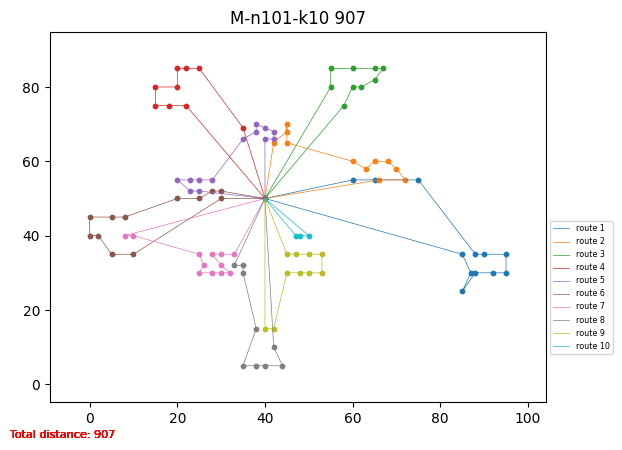 M-n101-k10 907
80
60
40
20
0
0 20 40 60 80 100
route 1
route 2
route 3
route 4
route 5
route 6
route 7
route 8
route 9
route 10
Total distance: 907